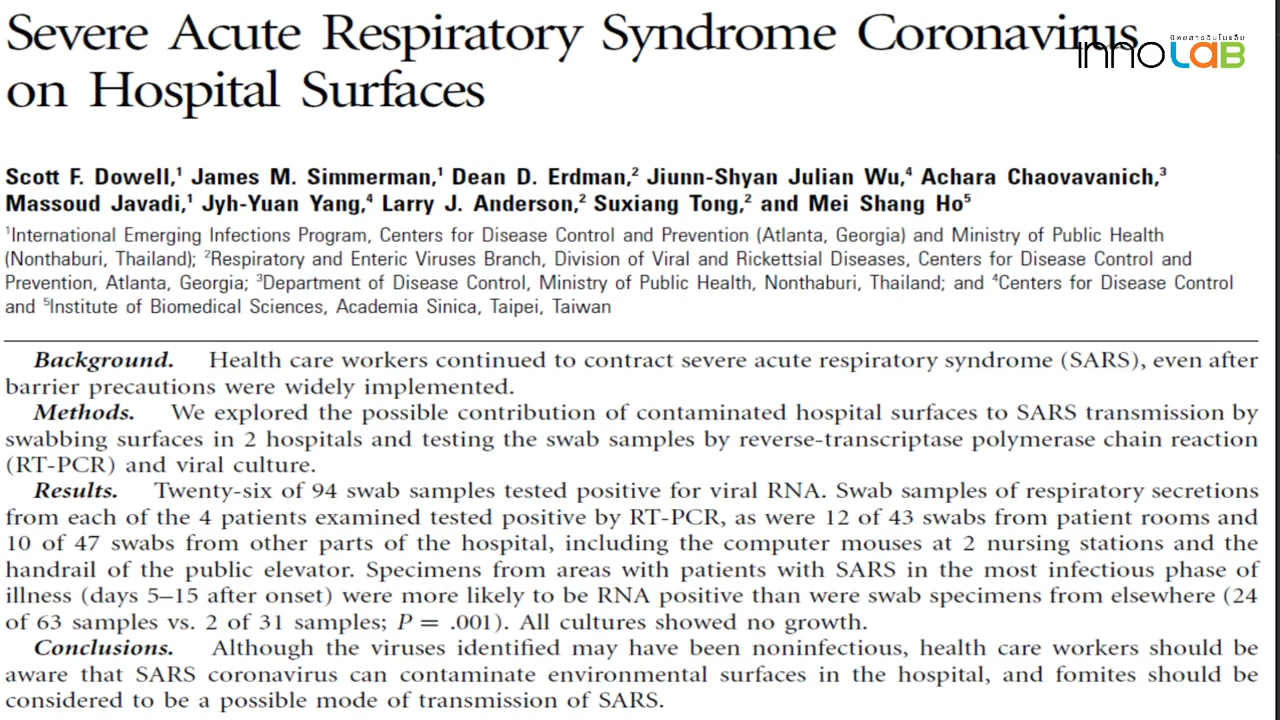 Severe Acute Respiratory Syndrome Coronavirus
on Hospital Surfaces
นิทยสารอินโนแล็บ
innoLaB
Scott F. Dowell,¹ James M. Simmerman,¹ Dean D. Erdman,² Jiunn-Shyan Julian Wu,⁴ Achara Chaovavanich,³
Massoud Javadi,¹ Jyh-Yuan Yang,⁴ Larry J. Anderson,² Suxiang Tong,² and Mei Shang Ho⁵
¹International Emerging Infections Program, Centers for Disease Control and Prevention (Atlanta, Georgia) and Ministry of Public Health
(Nonthaburi, Thailand); ²Respiratory and Enteric Viruses Branch, Division of Viral and Rickettsial Diseases, Centers for Disease Control and
Prevention, Atlanta, Georgia; ³Department of Disease Control, Ministry of Public Health, Nonthaburi, Thailand; and ⁴Centers for Disease Control
and ⁵Institute of Biomedical Sciences, Academia Sinica, Taipei, Taiwan
Background. Health care workers continued to contract severe acute respiratory syndrome (SARS), even after
barrier precautions were widely implemented.
Methods. We explored the possible contribution of contaminated hospital surfaces to SARS transmission by
swabbing surfaces in 2 hospitals and testing the swab samples by reverse-transcriptase polymerase chain reaction
(RT-PCR) and viral culture.
Results. Twenty-six of 94 swab samples tested positive for viral RNA. Swab samples of respiratory secretions
from each of the 4 patients examined tested positive by RT-PCR, as were 12 of 43 swabs from patient rooms and
10 of 47 swabs from other parts of the hospital, including the computer mouses at 2 nursing stations and the
handrail of the public elevator. Specimens from areas with patients with SARS in the most infectious phase of
illness (days 5–15 after onset) were more likely to be RNA positive than were swab specimens from elsewhere (24
of 63 samples vs. 2 of 31 samples; P = .001). All cultures showed no growth.
Conclusions. Although the viruses identified may have been noninfectious, health care workers should be
aware that SARS coronavirus can contaminate environmental surfaces in the hospital, and fomites should be
considered to be a possible mode of transmission of SARS.